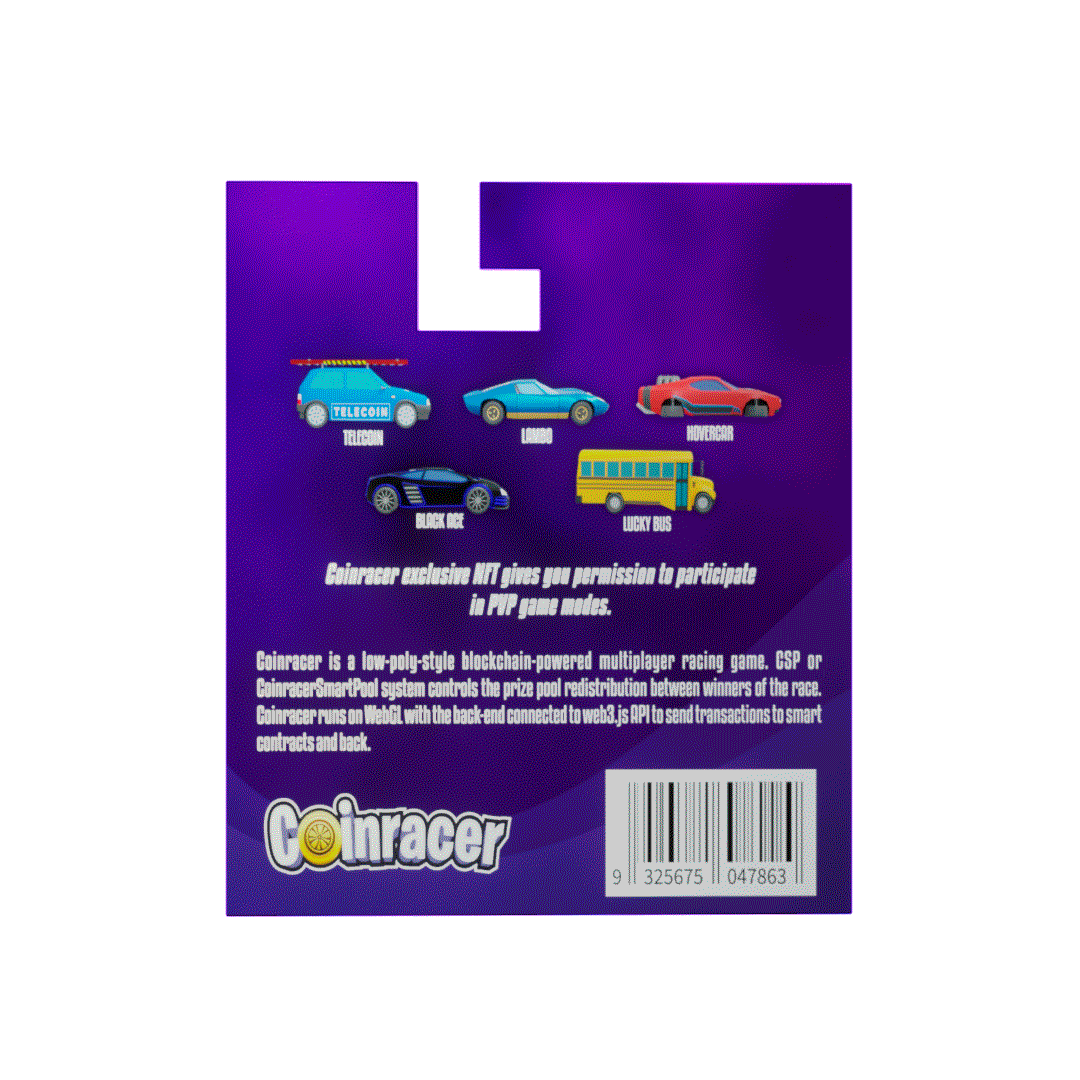 TELECOIN
TELECOIN LAMBO HOVERCAR
BLACK ACE LUCKY BUS
Coinracer exclusive NFT gives you permission to participate
in PVP game modes.
Coinracer is a low-poly-style blockchain-powered multiplayer racing game. CSP or
CoinracerSmartPool system controls the prize pool redistribution between winners of the race.
Coinracer runs on WebGL with the back-end connected to web3.js API to send transactions to smart
contracts and back.
Coinracer
9 325675 047863